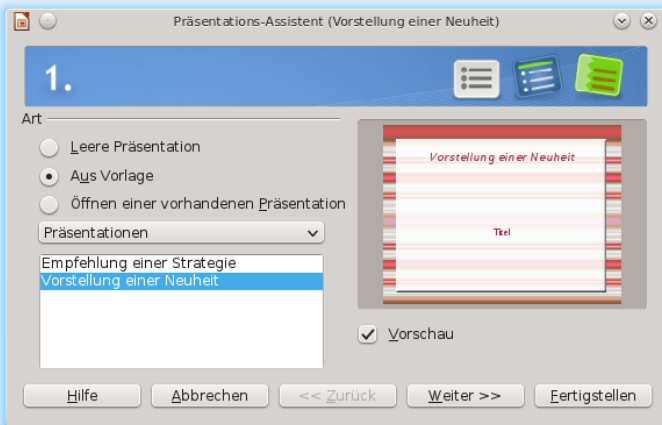 Präsentations-Assistent (Vorstellung einer Neuheit)
1.
Art
Leere Präsentation
Aus Vorlage
Öffnen einer vorhandenen Präsentation
Präsentationen
Empfehlung einer Strategie
Vorstellung einer Neuheit
Vorstellung einer Neuheit
Titel
Vorschau
Hilfe
Abbrechen
<< Zurück
Weiter >>
Fertigstellen